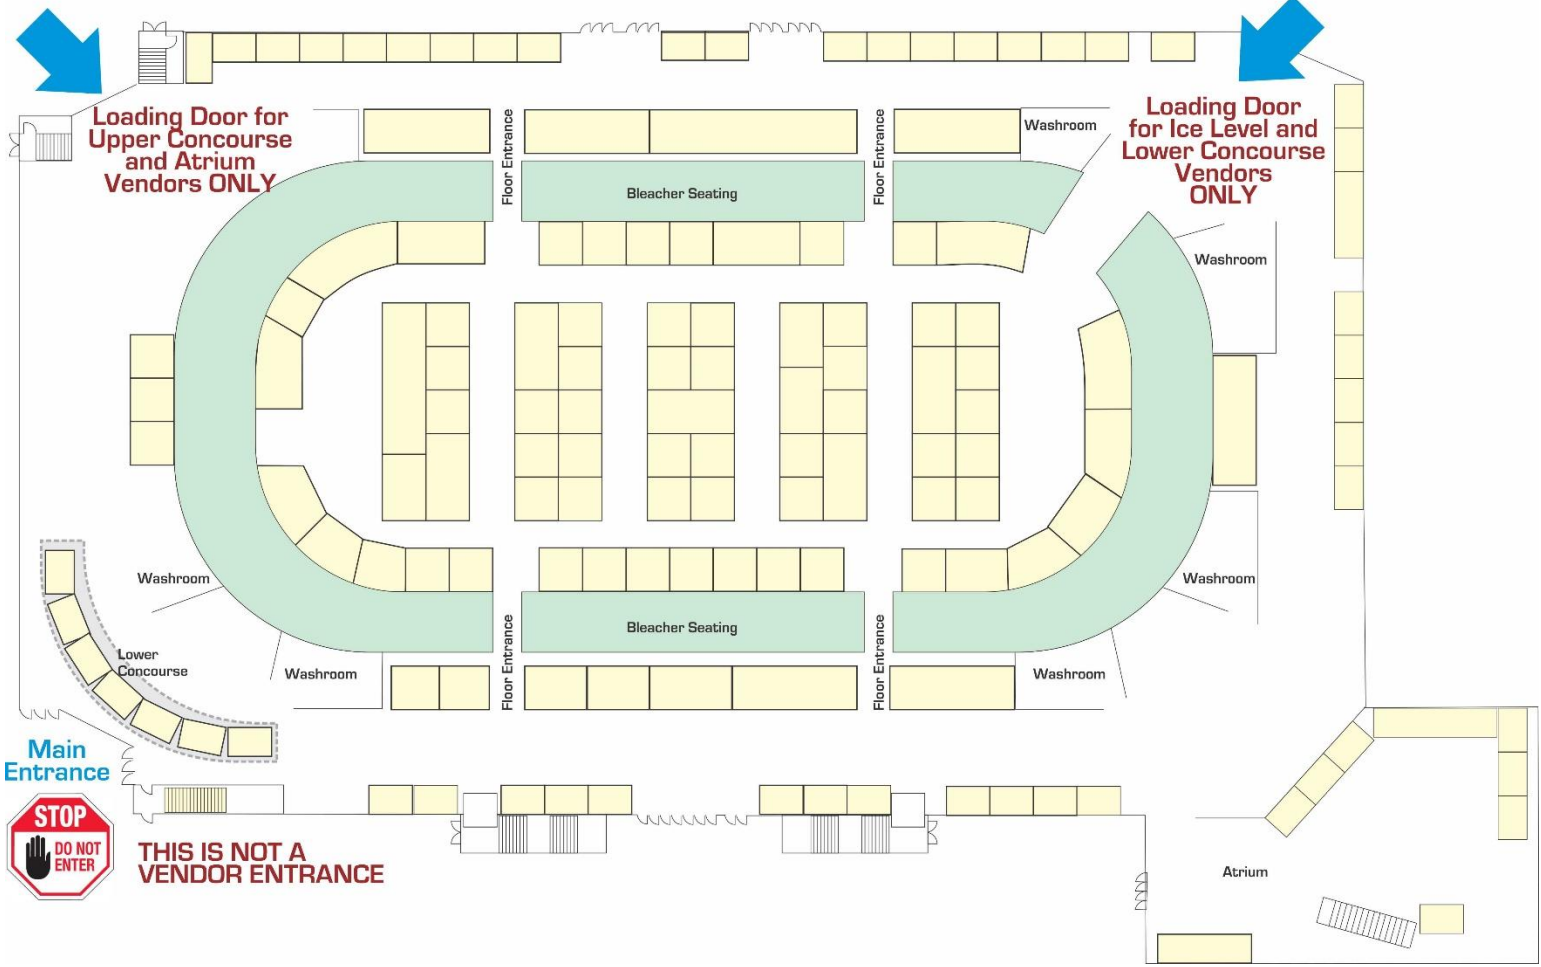 Loading Door for
Upper Concourse
and Atrium
Vendors ONLY
Loading Door
for Ice Level and
Lower Concourse
Vendors
ONLY
Floor Entrance
Floor Entrance
Washroom
Bleacher Seating
Washroom
Washroom
Washroom
Bleacher Seating
Lower
Concourse
Washroom
Floor Entrance
Floor Entrance
Washroom
Main
Entrance
STOP
DO NOT
ENTER
THIS IS NOT A
VENDOR ENTRANCE
Atrium